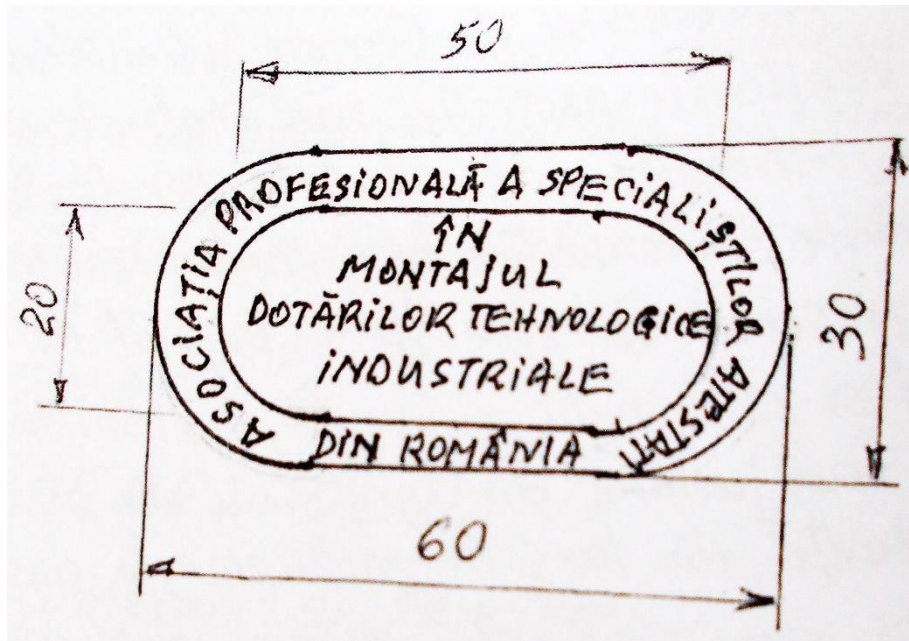 50
ASOCIAȚIA PROFESIONALĂ A SPECIALIȘTILOR ATESTAȚI
ÎN
MONTAJUL
DOTĂRILOR TEHNOLOGICE
INDUSTRIALE
DIN ROMÂNIA
20
30
60